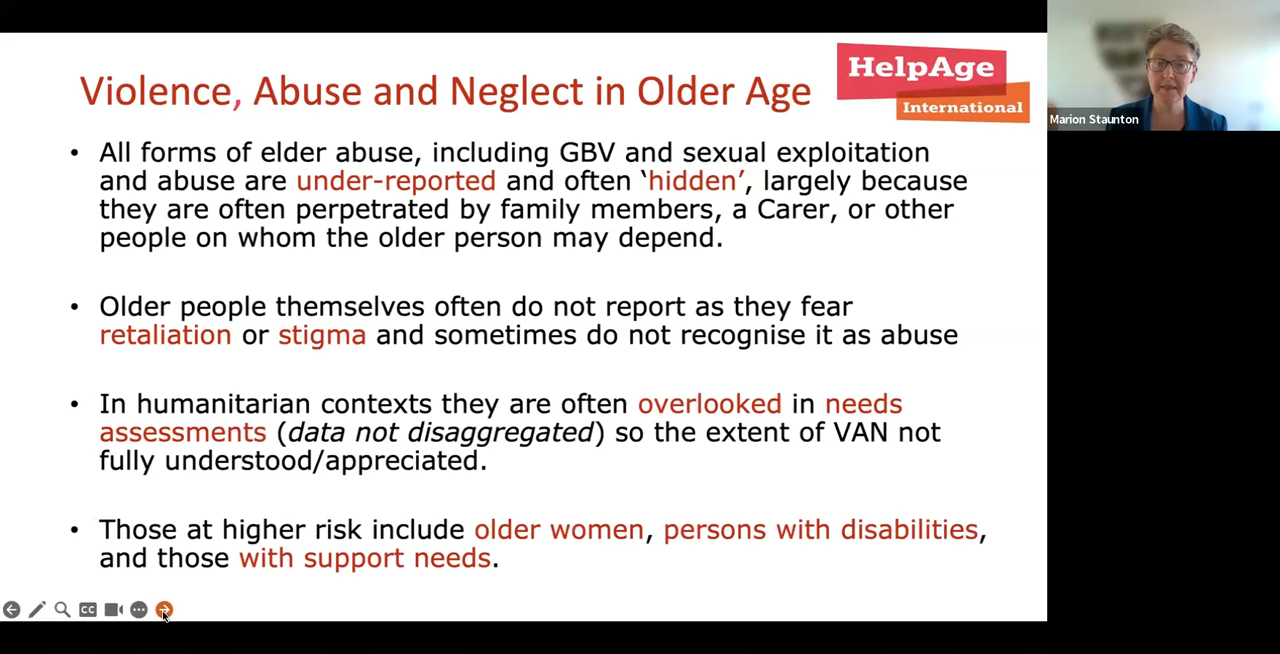 Violence, Abuse and Neglect in Older Age
HelpAge
International
Marion Staunton
• All forms of elder abuse, including GBV and sexual exploitation
and abuse are under-reported and often ‘hidden’, largely because
they are often perpetrated by family members, a Carer, or other
people on whom the older person may depend.
• Older people themselves often do not report as they fear
retaliation or stigma and sometimes do not recognise it as abuse
• In humanitarian contexts they are often overlooked in needs
assessments (data not disaggregated) so the extent of VAN not
fully understood/appreciated.
• Those at higher risk include older women, persons with disabilities,
and those with support needs.
CC